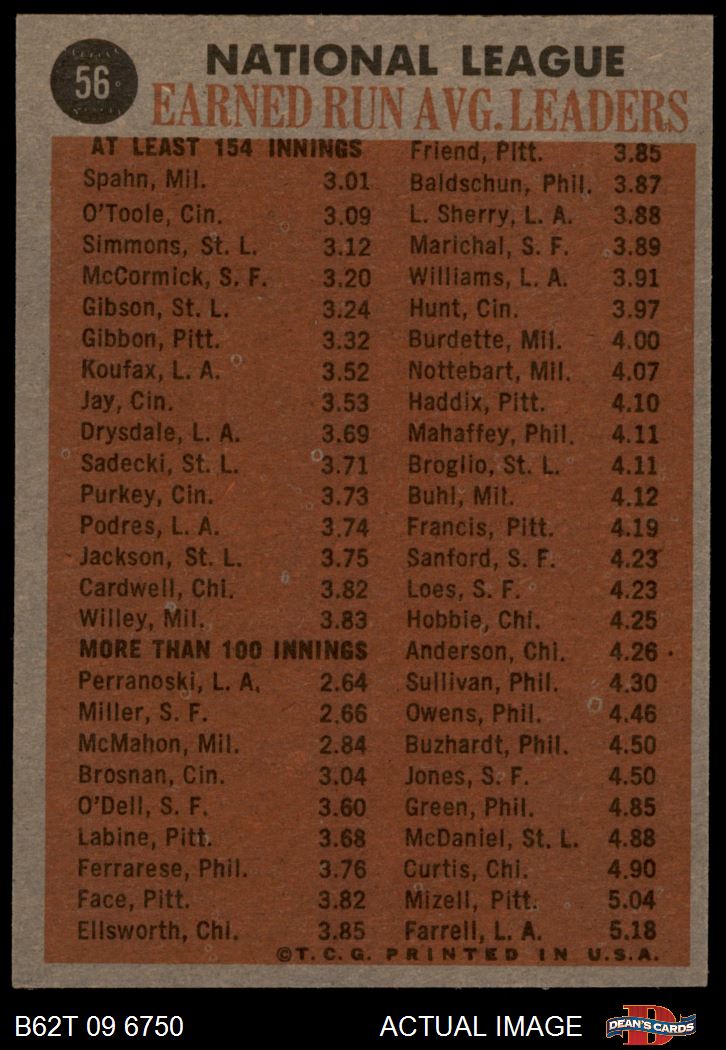 56
NATIONAL LEAGUE
EARNED RUN AVG. LEADERS
AT LEAST 154 INNINGS
Spahn, Mil. 3.01
O'Toole, Cin. 3.09
Simmons, St. L. 3.12
McCormick, S. F. 3.20
Gibson, St. L. 3.24
Gibbon, Pitt. 3.32
Koufax, L. A. 3.52
Jay, Cin. 3.53
Drysdale, L. A. 3.69
Sadecki, St. L. 3.71
Purkey, Cin. 3.73
Podres, L. A. 3.74
Jackson, St. L. 3.75
Cardwell, Chi. 3.82
Willey, Mil. 3.83
MORE THAN 100 INNINGS
Perranoski, L. A. 2.64
Miller, S. F. 2.66
McMahon, Mil. 2.84
Brosnan, Cin. 3.04
O'Dell, S. F. 3.60
Labine, Pitt. 3.68
Ferrarese, Phil. 3.76
Face, Pitt. 3.82
Ellsworth, Chi. 3.85
Friend, Pitt. 3.85
Baldschun, Phil. 3.87
L. Sherry, L. A. 3.88
Marichal, S. F. 3.89
Williams, L. A. 3.91
Hunt, Cin. 3.97
Burdette, Mil. 4.00
Nottebart, Mil. 4.07
Haddix, Pitt. 4.10
Mahaffey, Phil. 4.11
Broglio, St. L. 4.11
Buhl, Mil. 4.12
Francis, Pitt. 4.19
Sanford, S. F. 4.23
Loes, S. F. 4.23
Hobbie, Chi. 4.25
Anderson, Chi. 4.26
Sullivan, Phil. 4.30
Owens, Phil. 4.46
Buzhardt, Phil. 4.50
Jones, S. F. 4.50
Green, Phil. 4.85
McDaniel, St. L. 4.88
Curtis, Chi. 4.90
Mizell, Pitt. 5.04
Farrell, L. A. 5.18
©T. C. G. PRINTED IN U.S.A.
B62T 09 6750
ACTUAL IMAGE
D
DEAN'S CARDS